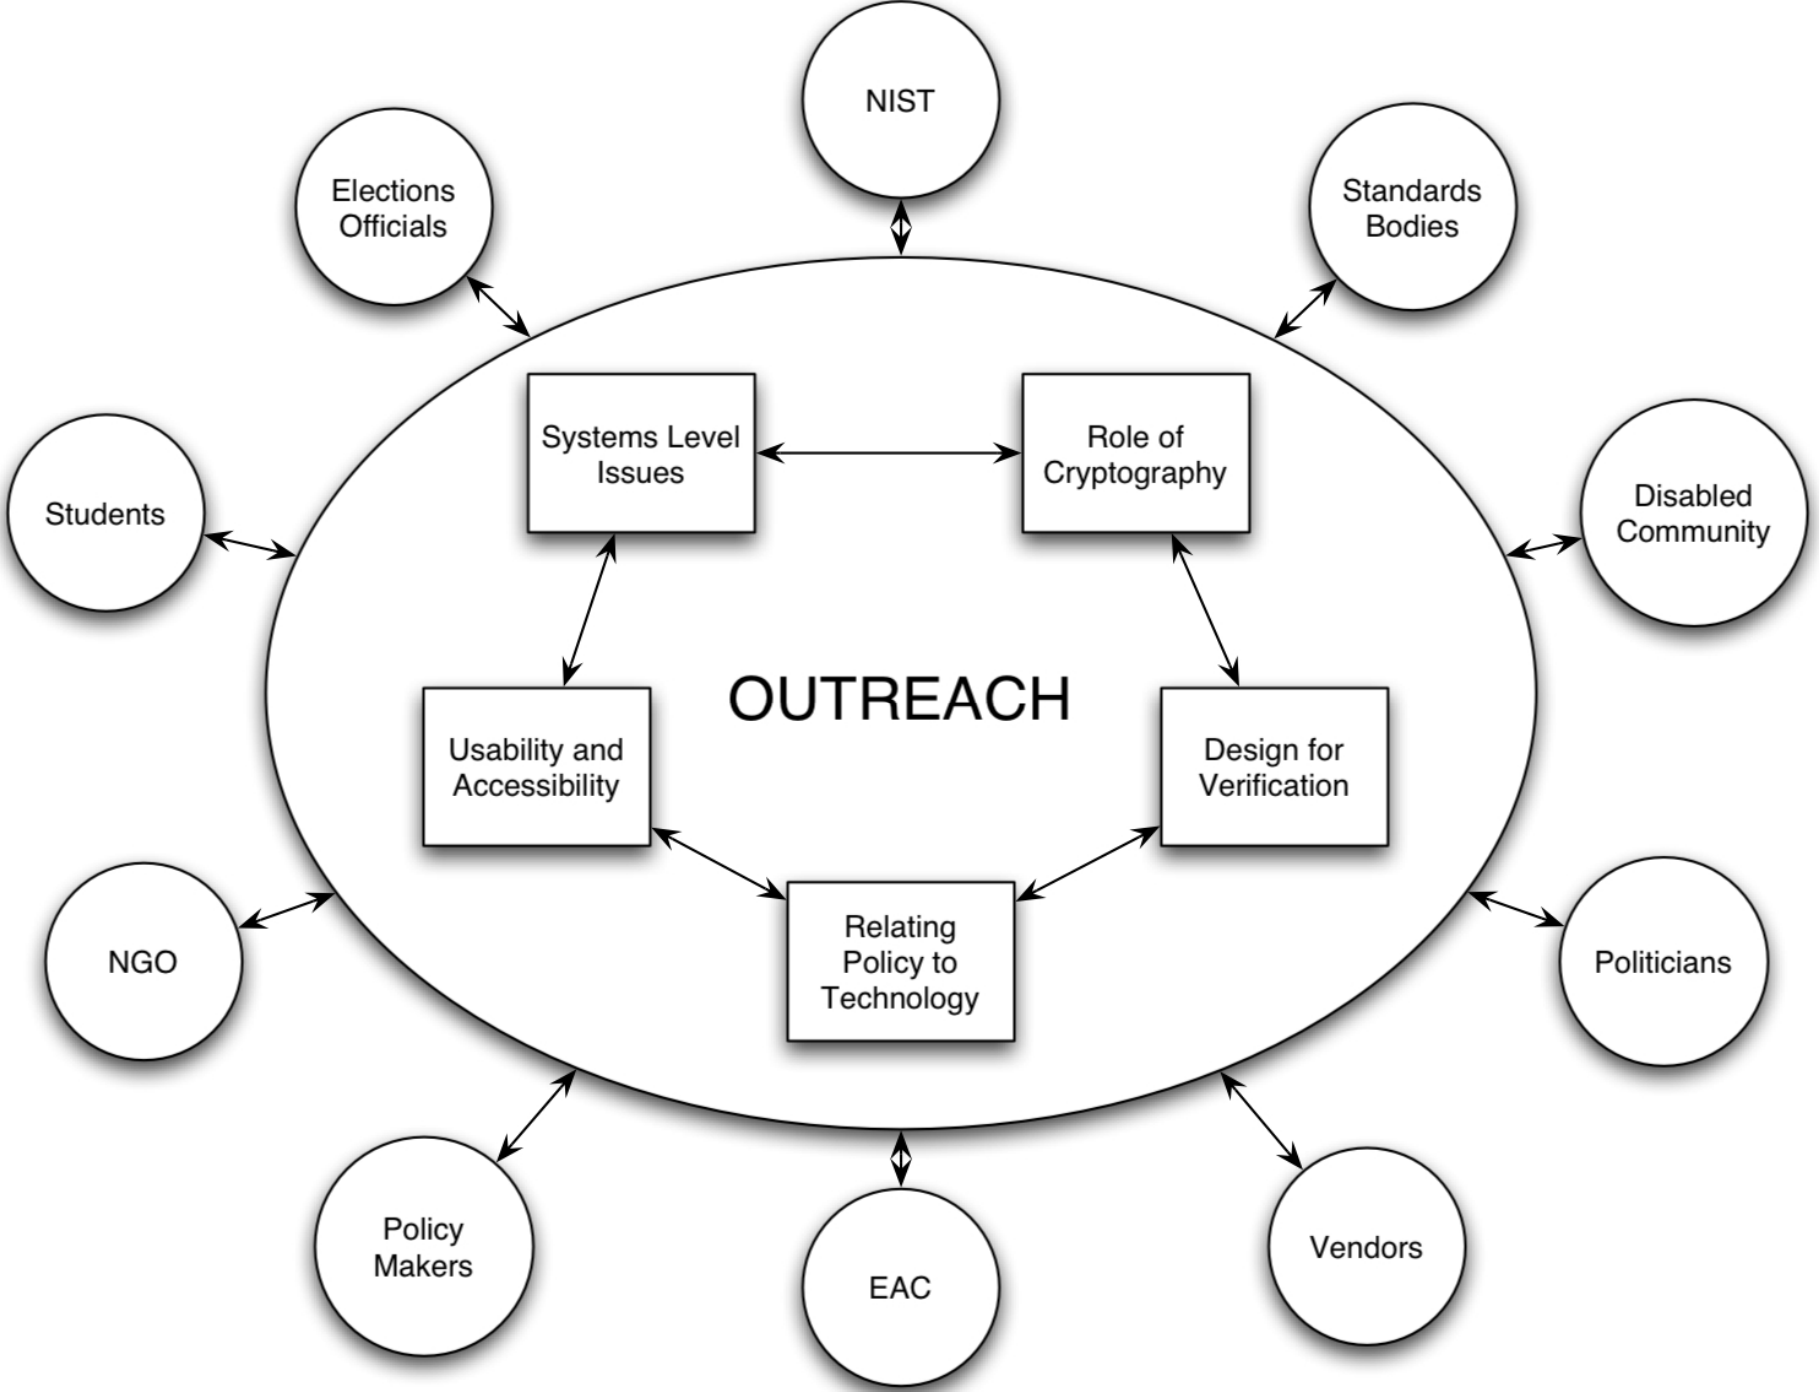 NIST
Elections
Officials
Standards
Bodies
Systems Level
Issues
Role of
Cryptography
Students
Disabled
Community
OUTREACH
Usability and
Accessibility
Design for
Verification
Relating
Policy to
Technology
NGO
Politicians
Policy
Makers
EAC
Vendors